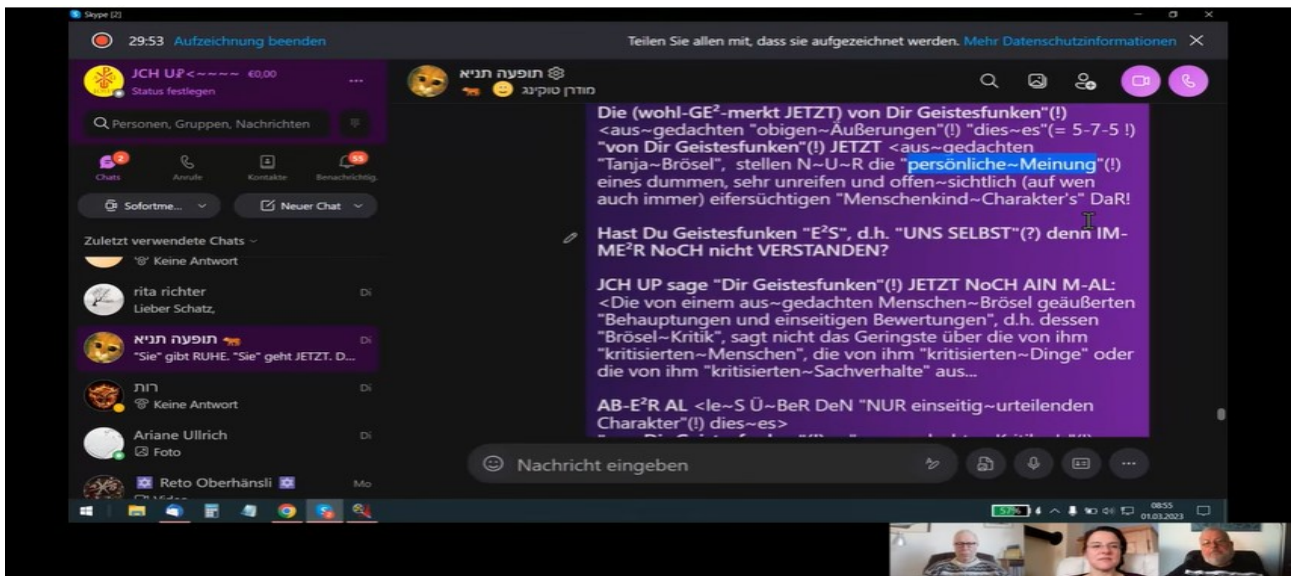 Skype [2]
29:53 Aufzeichnung beenden
Teilen Sie allen mit, dass sie aufgezeichnet werden. Mehr Datenschutzinformationen
JCH UP<~~~~ €0,00
Status festlegen
Personen, Gruppen, Nachrichten
2
55
Chats
Anrufe
Kontakte
Benachrichtig.
Sofortme...
Neuer Chat
Zuletzt verwendete Chats
Keine Antwort
rita richter
Di
Lieber Schatz,
תופעה תניא
Di
"Sie" gibt RUHE. "Sie" geht JETZT. D...
רות
Di
Keine Antwort
Ariane Ullrich
Di
Foto
Reto Oberhänsli
Mo
תופעה תניא
מודרן טוקינג
Die (wohl-GE²-merkt JETZT) von Dir Geistesfunken"(!)
<aus~gedachten "obigen~Äußerungen"(!) "dies~es"(= 5-7-5 !)
"von Dir Geistesfunken"(!) JETZT <aus~gedachten
"Tanja~Brösel", stellen N~U~R die "persönliche~Meinung"(!)
eines dummen, sehr unreifen und offen~sichtlich (auf wen
auch immer) eifersüchtigen "Menschenkind~Charakter's" DaR!
Hast Du Geistesfunken "E²S", d.h. "UNS SELBST"(?) denn IM-
ME²R NoCH nicht VERSTANDEN?
JCH UP sage "Dir Geistesfunken"(!) JETZT NoCH AIN M-AL:
<Die von einem aus~gedachten Menschen~Brösel geäußerten
"Behauptungen und einseitigen Bewertungen", d.h. dessen
"Brösel~Kritik", sagt nicht das Geringste über die von ihm
"kritisierten~Menschen", die von ihm "kritisierten~Dinge" oder
die von ihm "kritisierten~Sachverhalte" aus...
AB-E²R AL <le~S Ü~BeR DeN "NUR einseitig~urteilenden
Charakter"(!) dies~es>
Nachricht eingeben
57%
08:55
01.03.2023